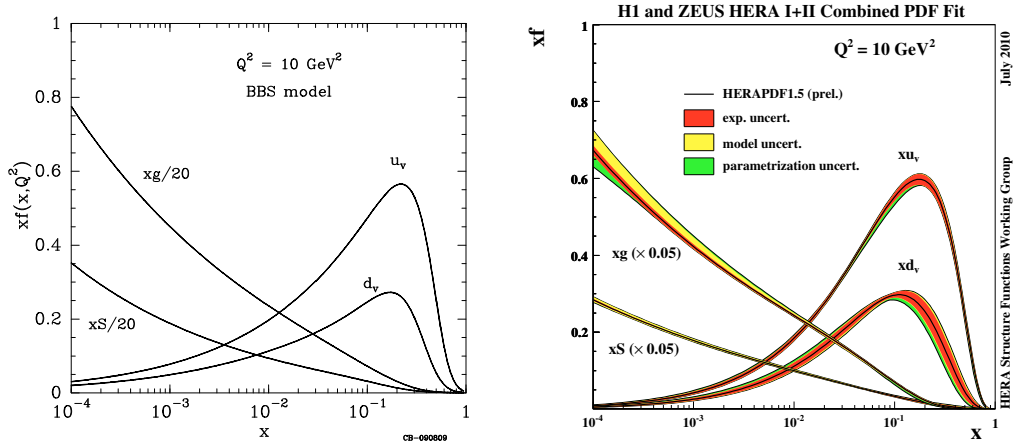 Q² = 10 GeV²
BBS model
xf(x,Q²)
1
0.8
0.6
0.4
0.2
0
xg/20
xS/20
u_v
d_v
10⁻⁴
10⁻³
10⁻²
10⁻¹
1
x
CB-090809
H1 and ZEUS HERA I+II Combined PDF Fit
xf
Q² = 10 GeV²
HERAPDF1.5 (prel.)
exp. uncert.
model uncert.
parametrization uncert.
1
0.8
0.6
0.4
0.2
xu_v
xd_v
xg (× 0.05)
xS (× 0.05)
10⁻⁴
10⁻³
10⁻²
10⁻¹
1
x
HERA Structure Functions Working Group
July 2010